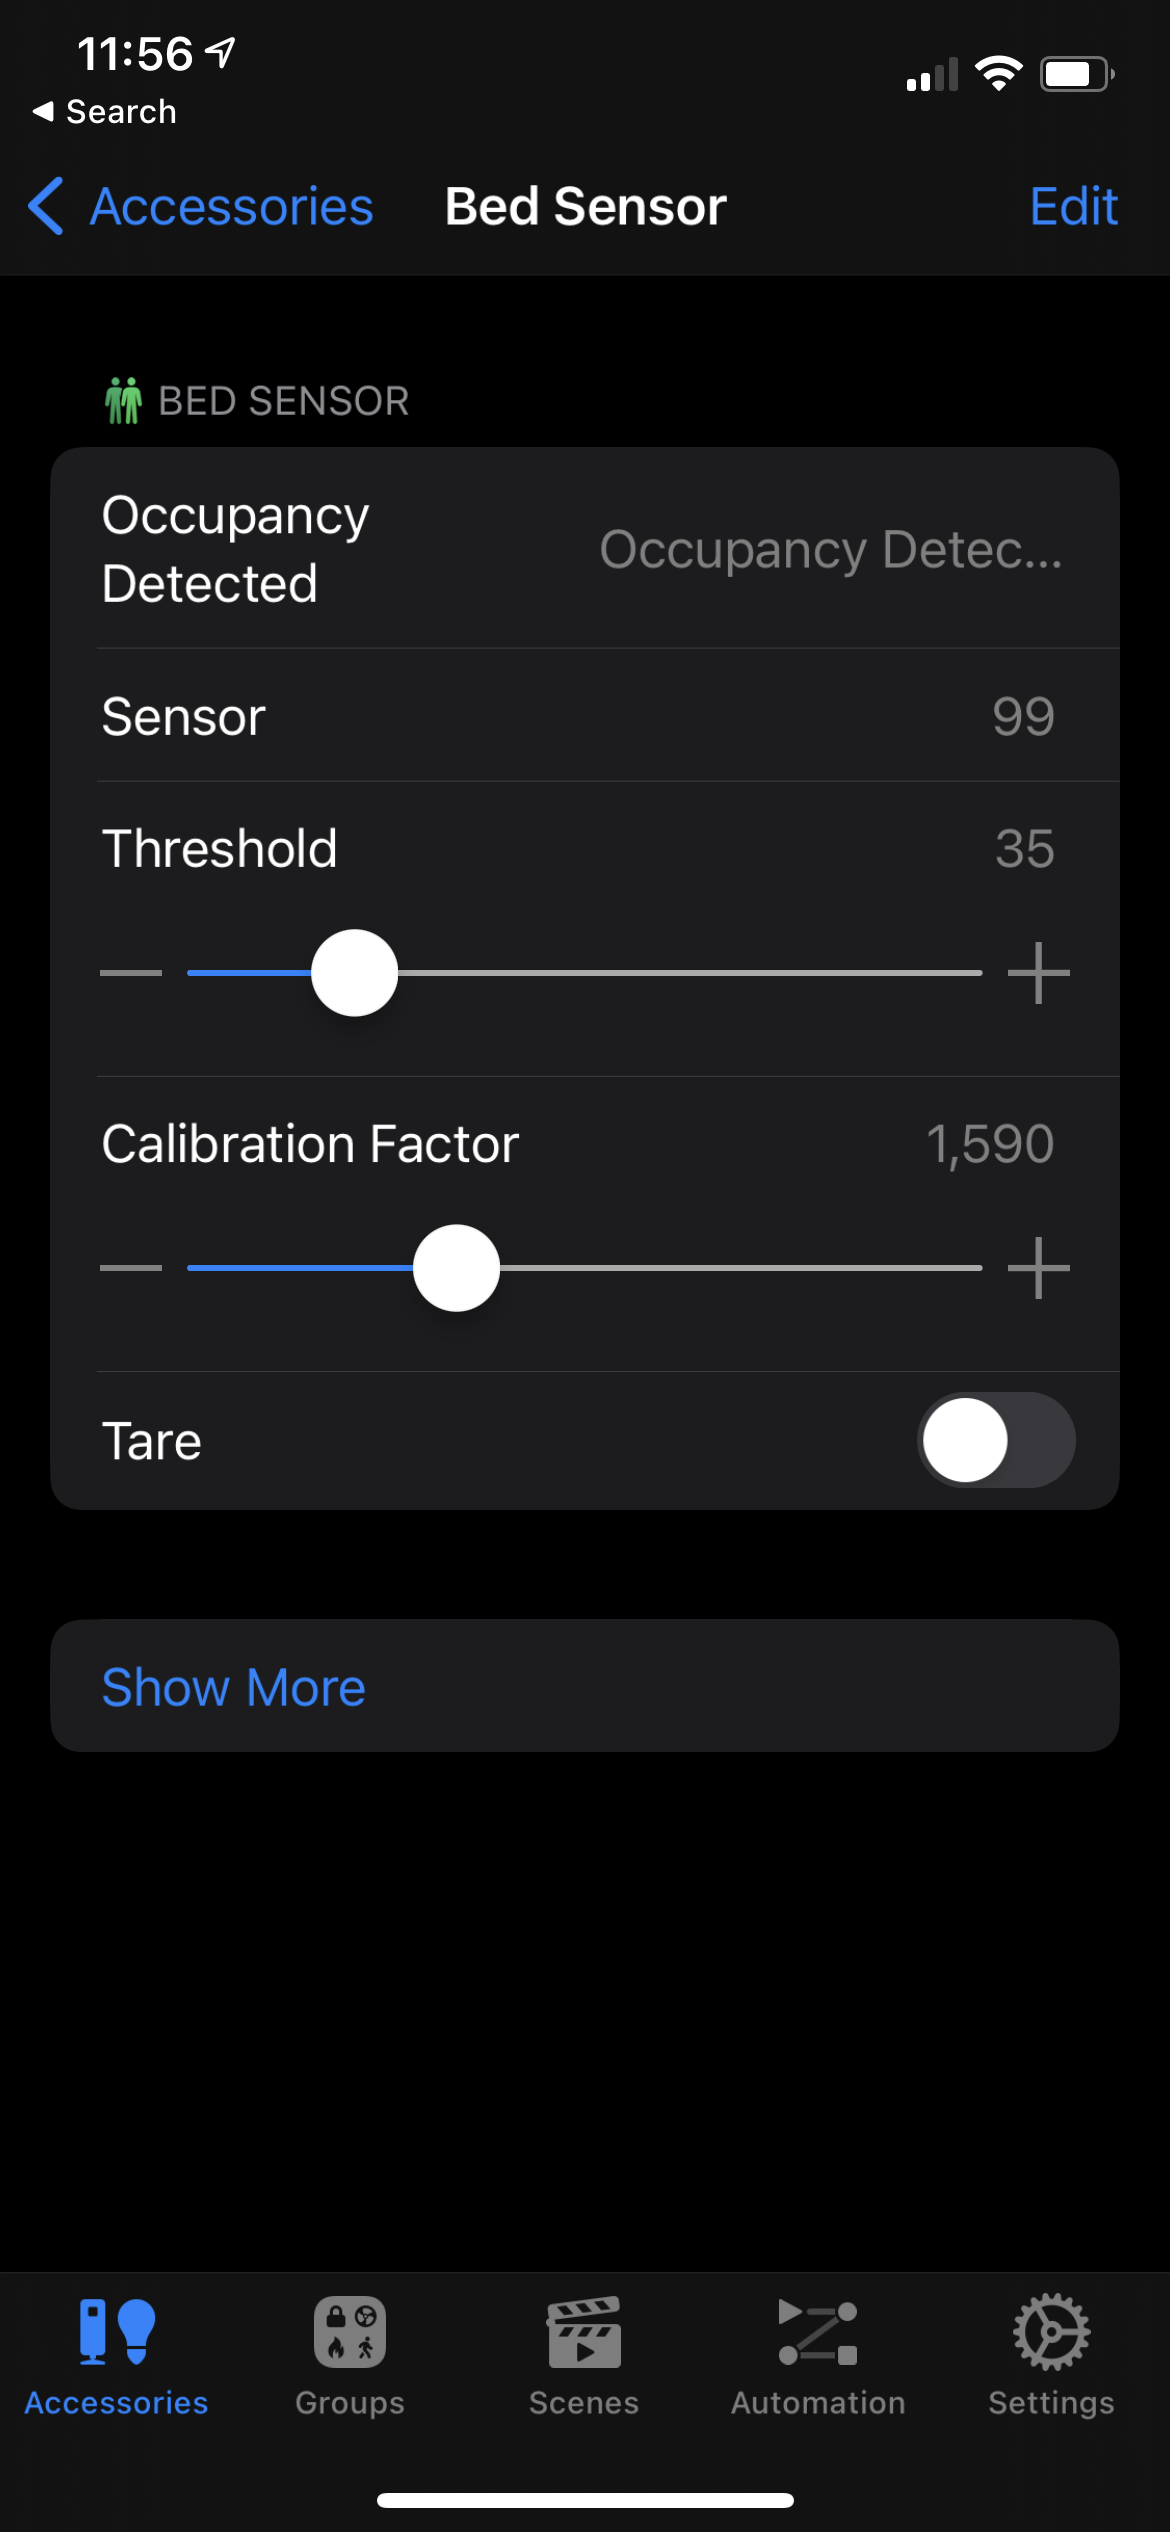 11:56
Search
Accessories
Bed Sensor
Edit
BED SENSOR
Occupancy
Detected
Occupancy Detec...
Sensor
99
Threshold
35
Calibration Factor
1,590
Tare
Show More
Accessories
Groups
Scenes
Automation
Settings